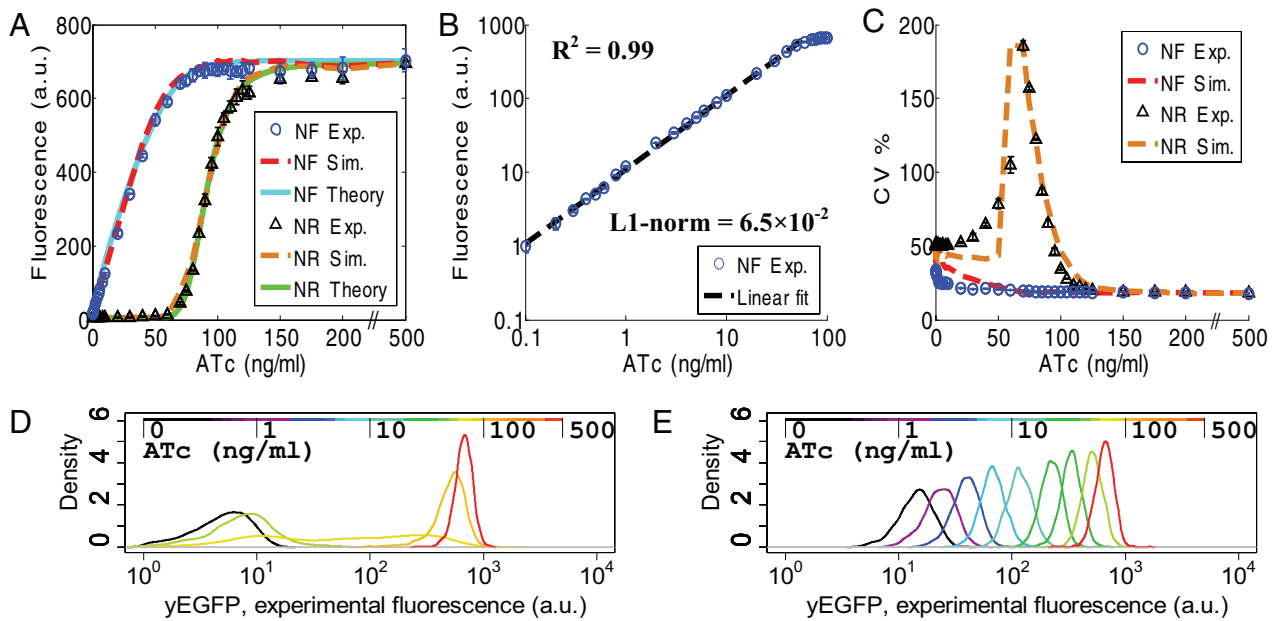 A
Fluorescence (a.u.)
800
600
400
200
0
0
50
100
150
200
500
ATc (ng/ml)
NF Exp.
NF Sim.
NF Theory
NR Exp.
NR Sim.
NR Theory
B
Fluorescence (a.u.)
1000
100
10
1
0.1
0.1
1
10
100
ATc (ng/ml)
R² = 0.99
L1-norm = 6.5×10⁻²
NF Exp.
Linear fit
C
CV %
200
150
100
50
0
0
50
100
150
200
500
ATc (ng/ml)
NF Exp.
NF Sim.
NR Exp.
NR Sim.
D
Density
6
4
2
0
0 1 10 100 500
ATc (ng/ml)
10⁰ 10¹ 10² 10³ 10⁴
yEGFP, experimental fluorescence (a.u.)
E
Density
6
4
2
0
0 1 10 100 500
ATc (ng/ml)
10⁰ 10¹ 10² 10³ 10⁴
yEGFP, experimental fluorescence (a.u.)